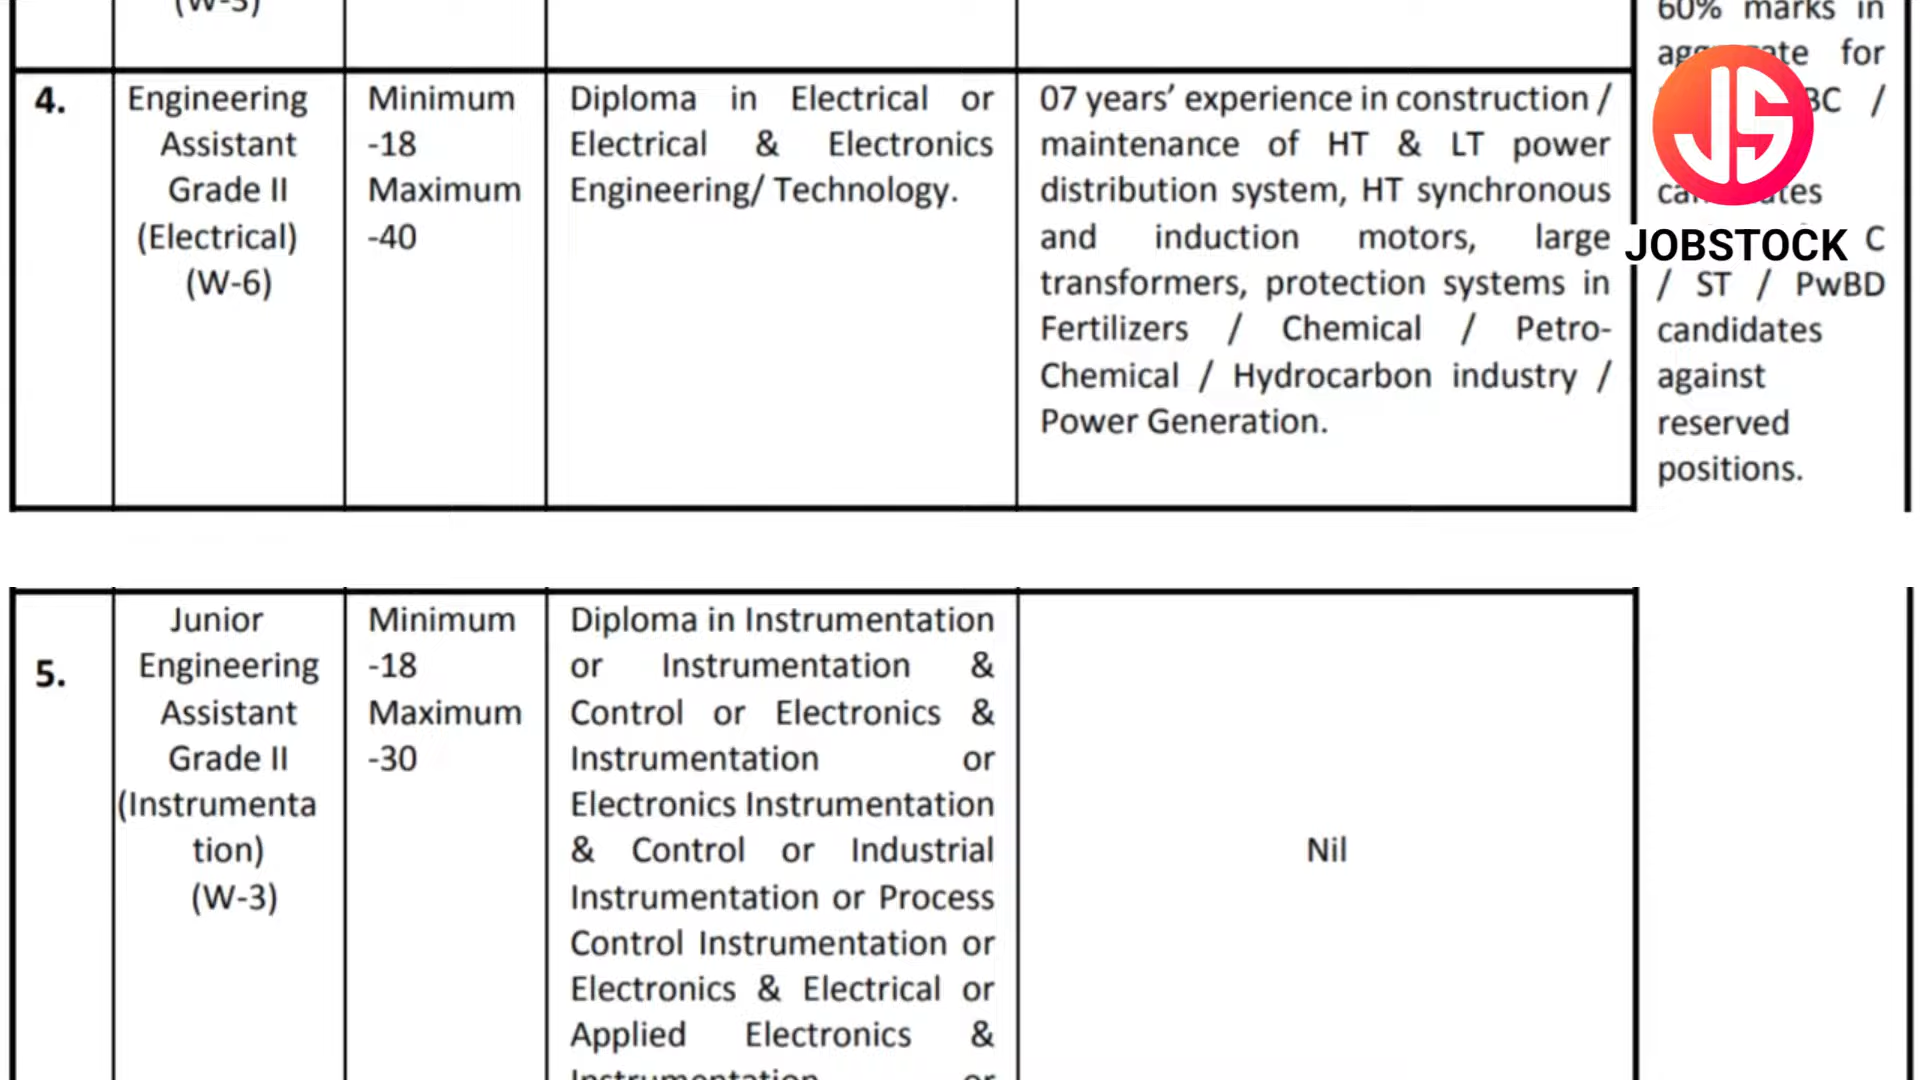 (W-5)
4.
Engineering
Assistant
Grade II
(Electrical)
(W-6)
Minimum
-18
Maximum
-40
Diploma in Electrical or
Electrical & Electronics
Engineering/ Technology.
07 years’ experience in construction /
maintenance of HT & LT power
distribution system, HT synchronous
and induction motors, large
transformers, protection systems in
Fertilizers / Chemical / Petro-
Chemical / Hydrocarbon industry /
Power Generation.
60% marks in
for
/
C
/ ST / PwBD
candidates
against
reserved
positions.
JS
JOBSTOCK
5.
Junior
Engineering
Assistant
Grade II
(Instrumenta
tion)
(W-3)
Minimum
-18
Maximum
-30
Diploma in Instrumentation
or Instrumentation &
Control or Electronics &
Instrumentation or
Electronics Instrumentation
& Control or Industrial
Instrumentation or Process
Control Instrumentation or
Electronics & Electrical or
Applied Electronics &
Instrumentation or
Nil